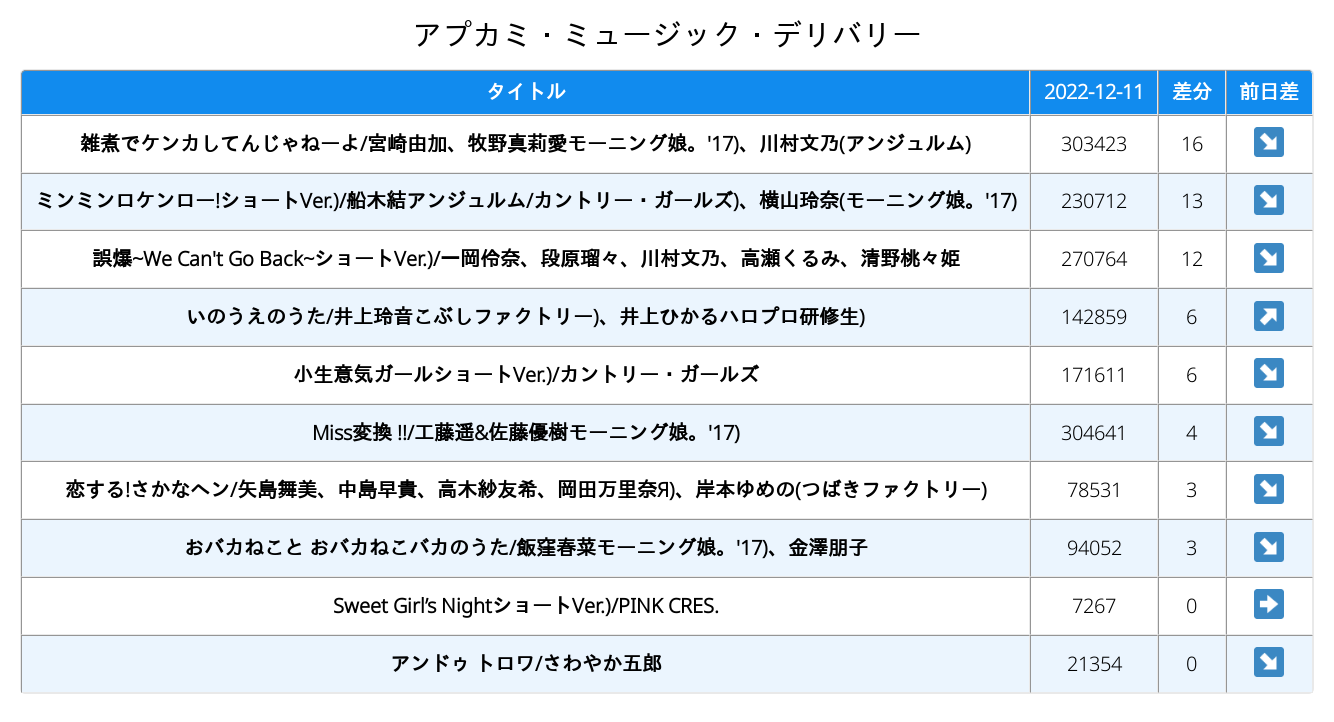 アプカミ・ミュージック・デリバリー
タイトル 2022-12-11 差分 前日差
雑煮でケンカしてんじゃねーよ/宮崎由加、牧野真莉愛モーニング娘。'17)、川村文乃(アンジュルム) 303423 16
ミンミンロケンロー!ショートVer.)/船木結アンジュルム/カントリー・ガールズ)、横山玲奈(モーニング娘。'17) 230712 13
誤爆~We Can't Go Back~ショートVer.)/一岡伶奈、段原瑠々、川村文乃、高瀬くるみ、清野桃々姫 270764 12
いのうえのうた/井上玲音こぶしファクトリー)、井上ひかるハロプロ研修生) 142859 6
小生意気ガールショートVer.)/カントリー・ガールズ 171611 6
Miss変換 !!/工藤遥&佐藤優樹モーニング娘。'17) 304641 4
恋する!さかなヘン/矢島舞美、中島早貴、高木紗友希、岡田万里奈Я)、岸本ゆめの(つばきファクトリー) 78531 3
おバカねこと おバカねこバカのうた/飯窪春菜モーニング娘。'17)、金澤朋子 94052 3
Sweet Girl’s NightショートVer.)/PINK CRES. 7267 0
アンドゥ トロワ/さわやか五郎 21354 0